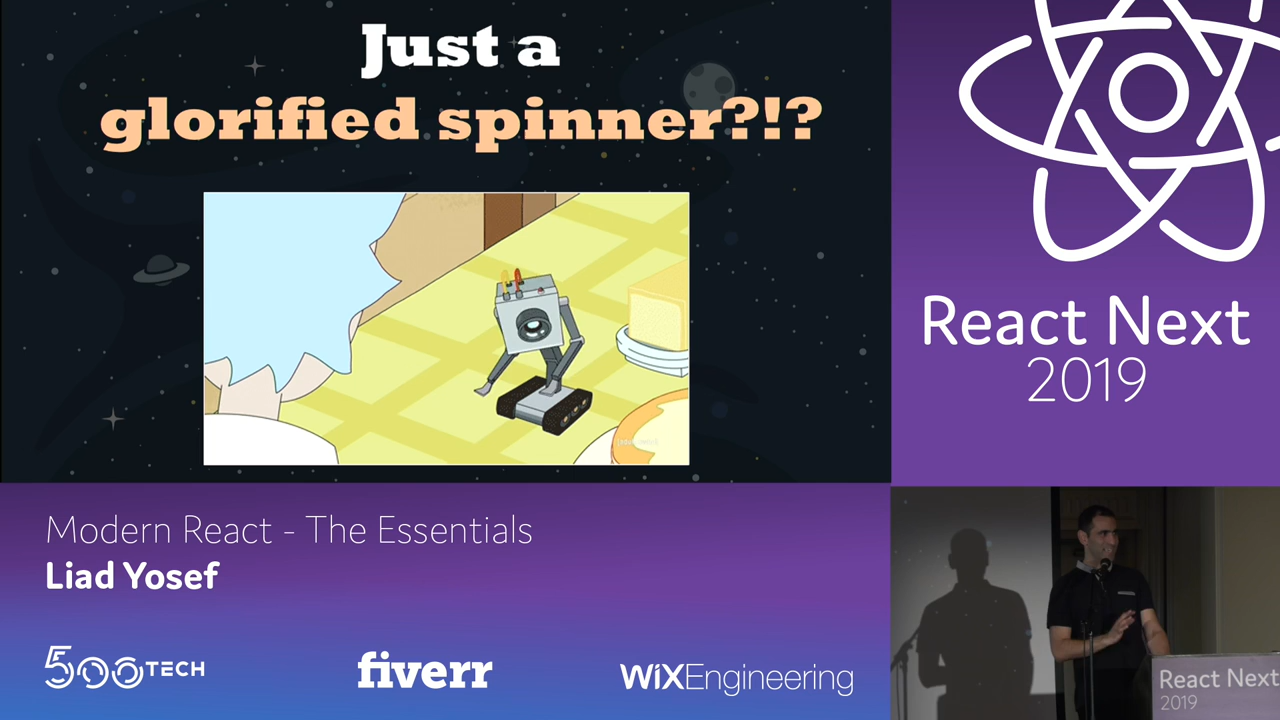 Just a
glorified spinner?!?
React Next
2019
Modern React - The Essentials
Liad Yosef
500TECH
fiverr
WiXEngineering
React Next
2019